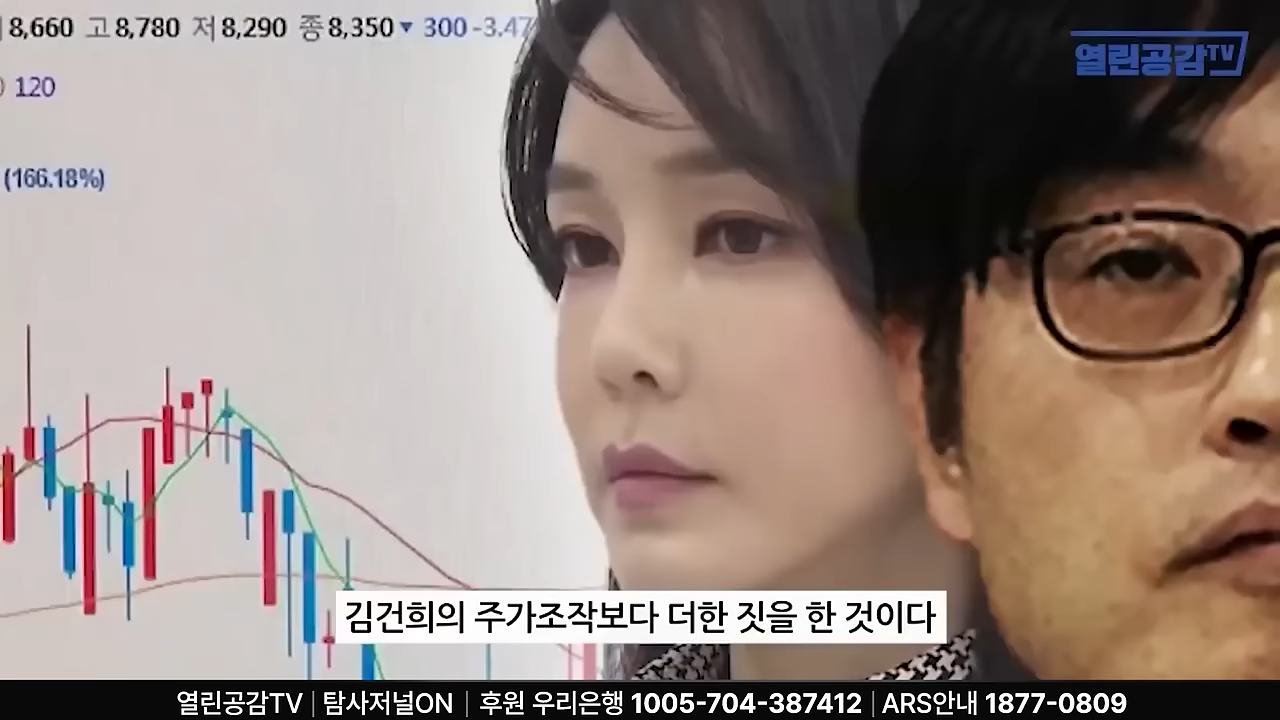 8,660 고 8,780 저 8,290 종 8,350 ▼ 300 -3.47
열린공감TV
120
(166.18%)
김건희의 주가조작보다 더한 짓을 한 것이다
열린공감TV | 탐사저널ON | 후원 우리은행 1005-704-387412 | ARS안내 1877-0809